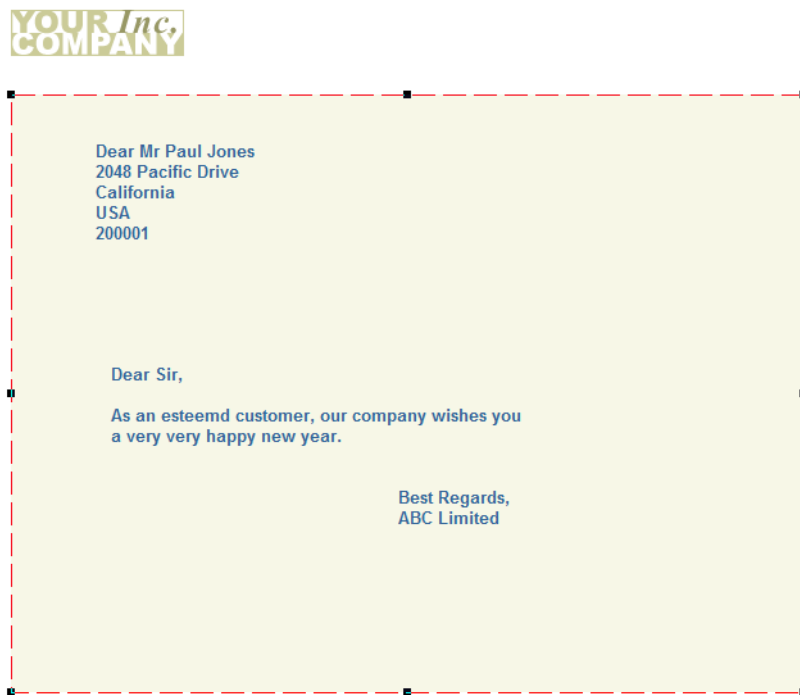 YOUR Inc,
COMPANY
Dear Mr Paul Jones
2048 Pacific Drive
California
USA
200001
Dear Sir,
As an esteemd customer, our company wishes you
a very very happy new year.
Best Regards,
ABC Limited